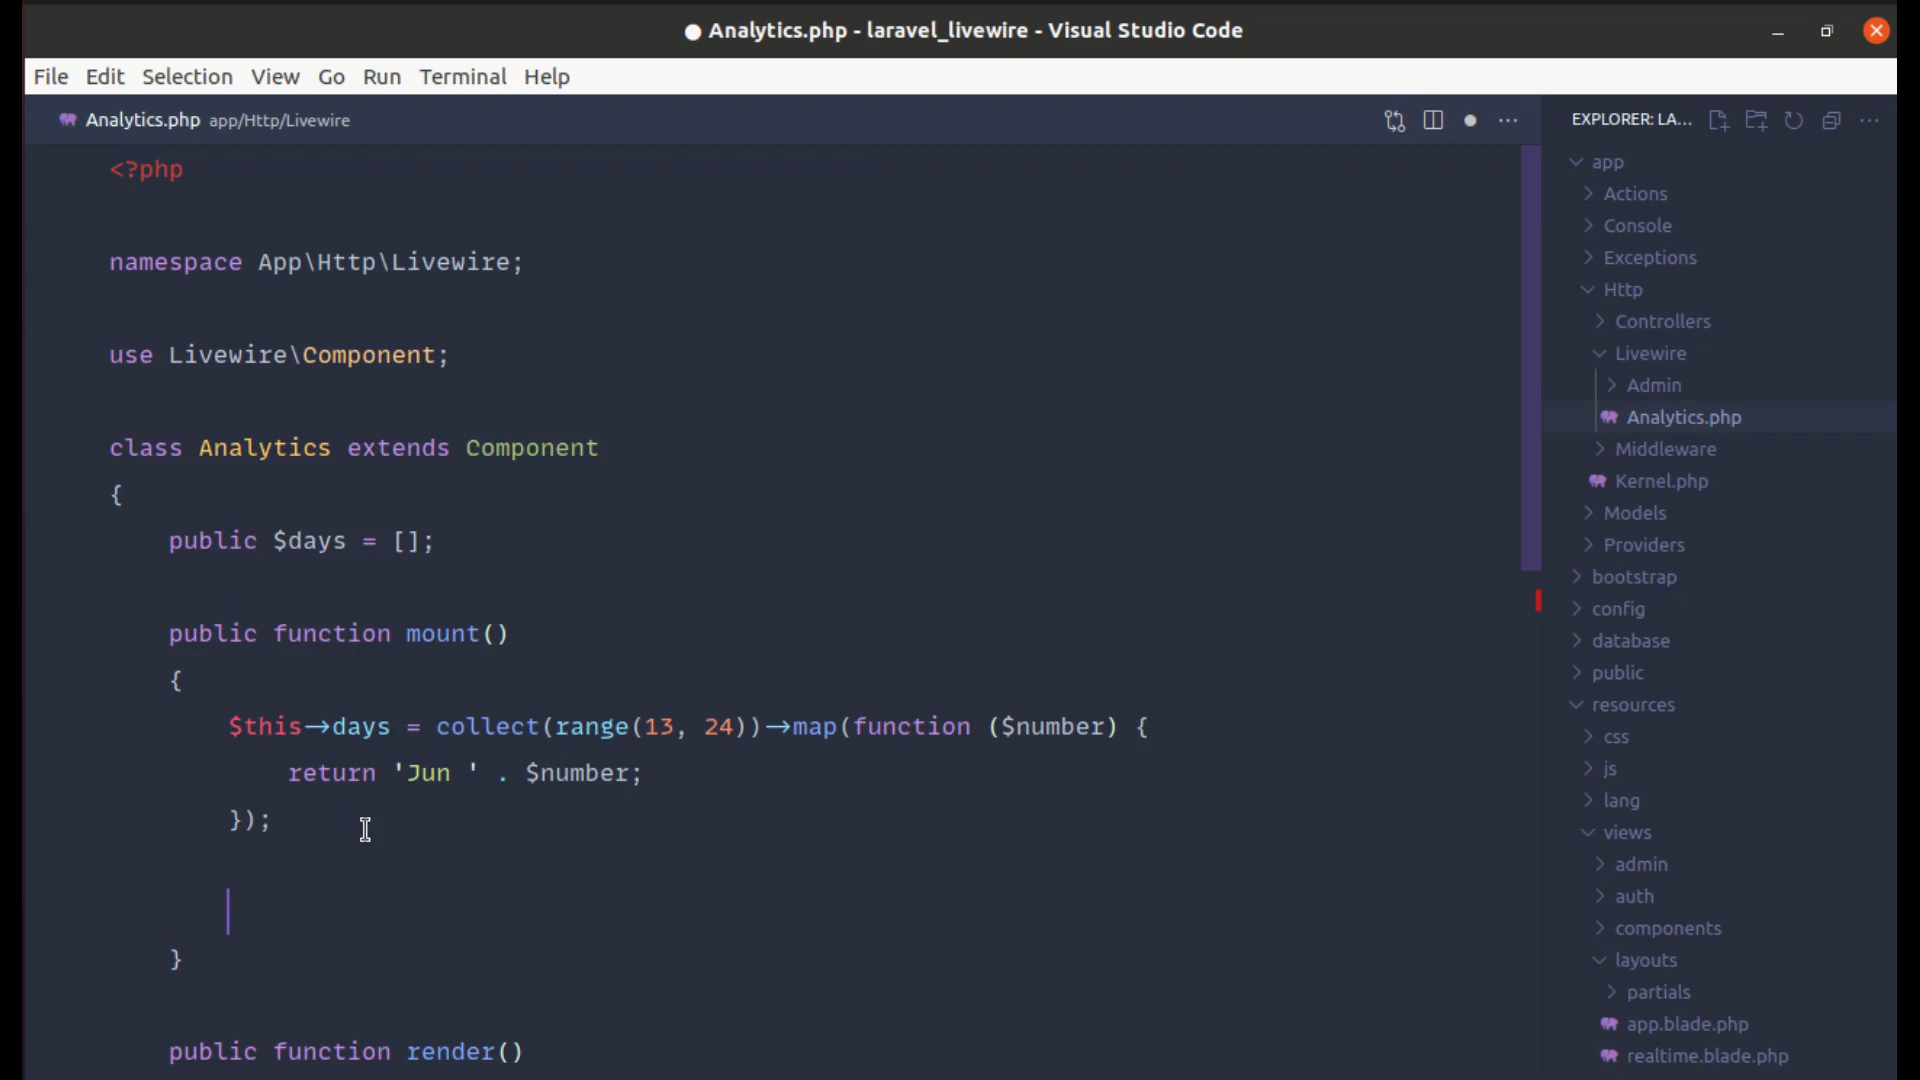 Analytics.php - laravel_livewire - Visual Studio Code
File Edit Selection View Go Run Terminal Help
Analytics.php app/Http/Livewire
<?php
namespace App\Http\Livewire;
use Livewire\Component;
class Analytics extends Component
{
public $days = [];
public function mount()
{
$this->days = collect(range(13, 24))->map(function ($number) {
return 'Jun ' . $number;
});
}
public function render()
EXPLORER: LA...
app
Actions
Console
Exceptions
Http
Controllers
Livewire
Admin
Analytics.php
Middleware
Kernel.php
Models
Providers
bootstrap
config
database
public
resources
css
js
lang
views
admin
auth
components
layouts
partials
app.blade.php
realtime.blade.php